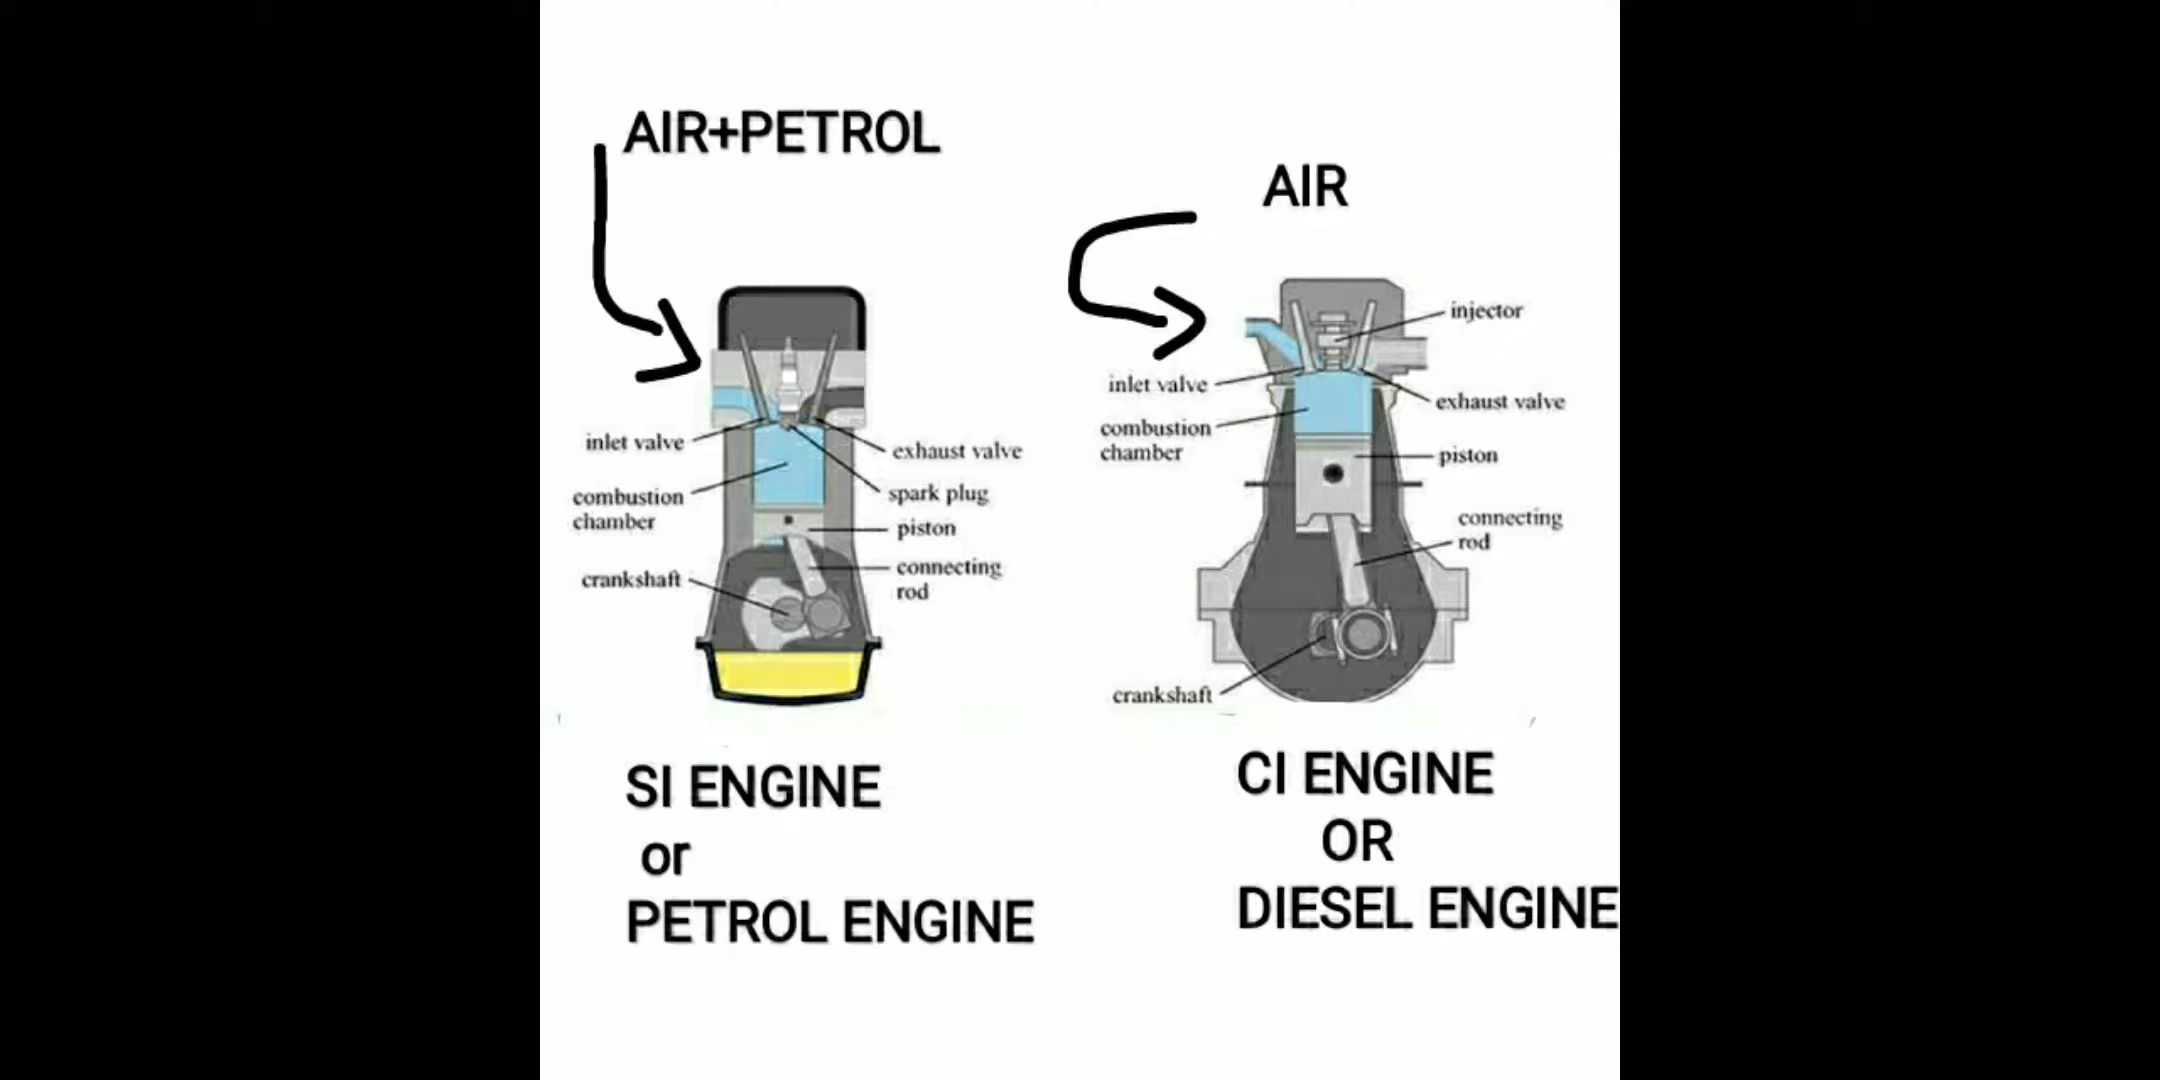 AIR+PETROL
inlet valve
combustion
chamber
crankshaft
exhaust valve
spark plug
piston
connecting
rod
SI ENGINE
or
PETROL ENGINE
AIR
injector
inlet valve
exhaust valve
combustion
chamber
piston
connecting
rod
crankshaft
CI ENGINE
OR
DIESEL ENGINE